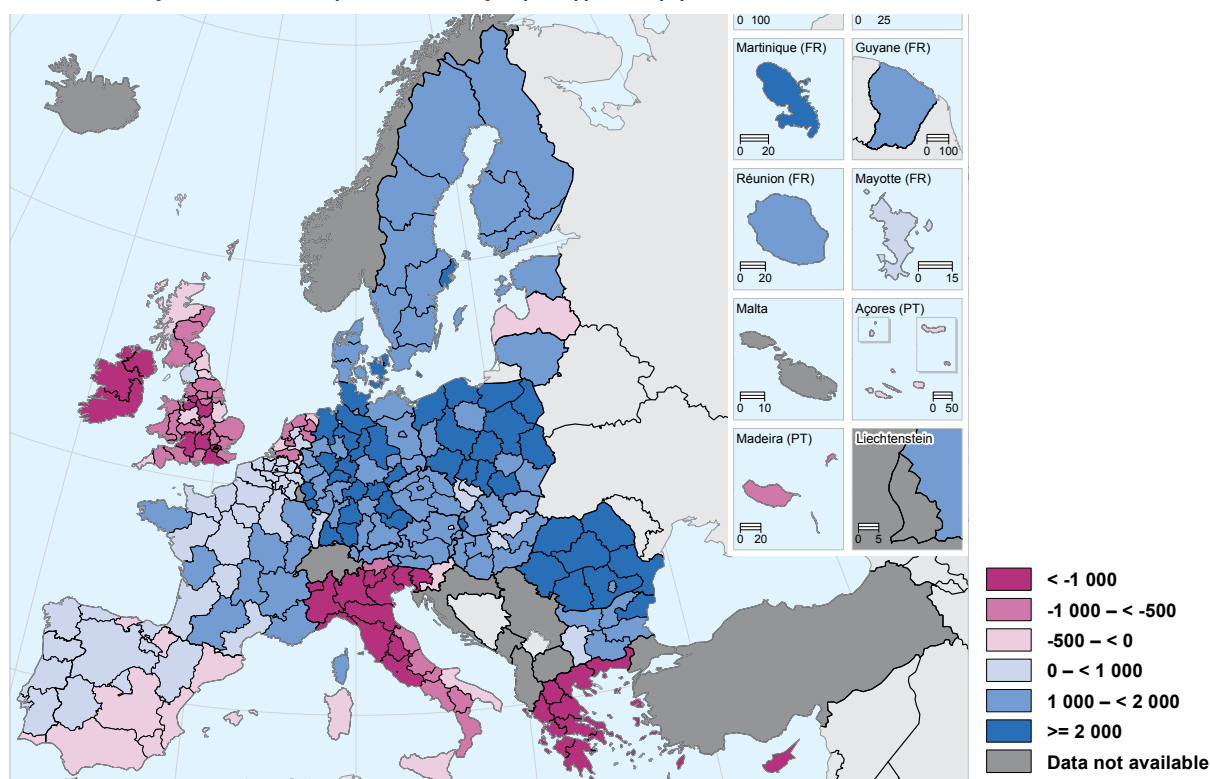 0 100
0 25
Martinique (FR)
0 20
Guyane (FR)
0 100
Réunion (FR)
0 20
Mayotte (FR)
0 15
Malta
0 10
Açores (PT)
0 50
Madeira (PT)
0 20
Liechtenstein
0 5
< -1 000
-1 000 – < -500
-500 – < 0
0 – < 1 000
1 000 – < 2 000
>= 2 000
Data not available